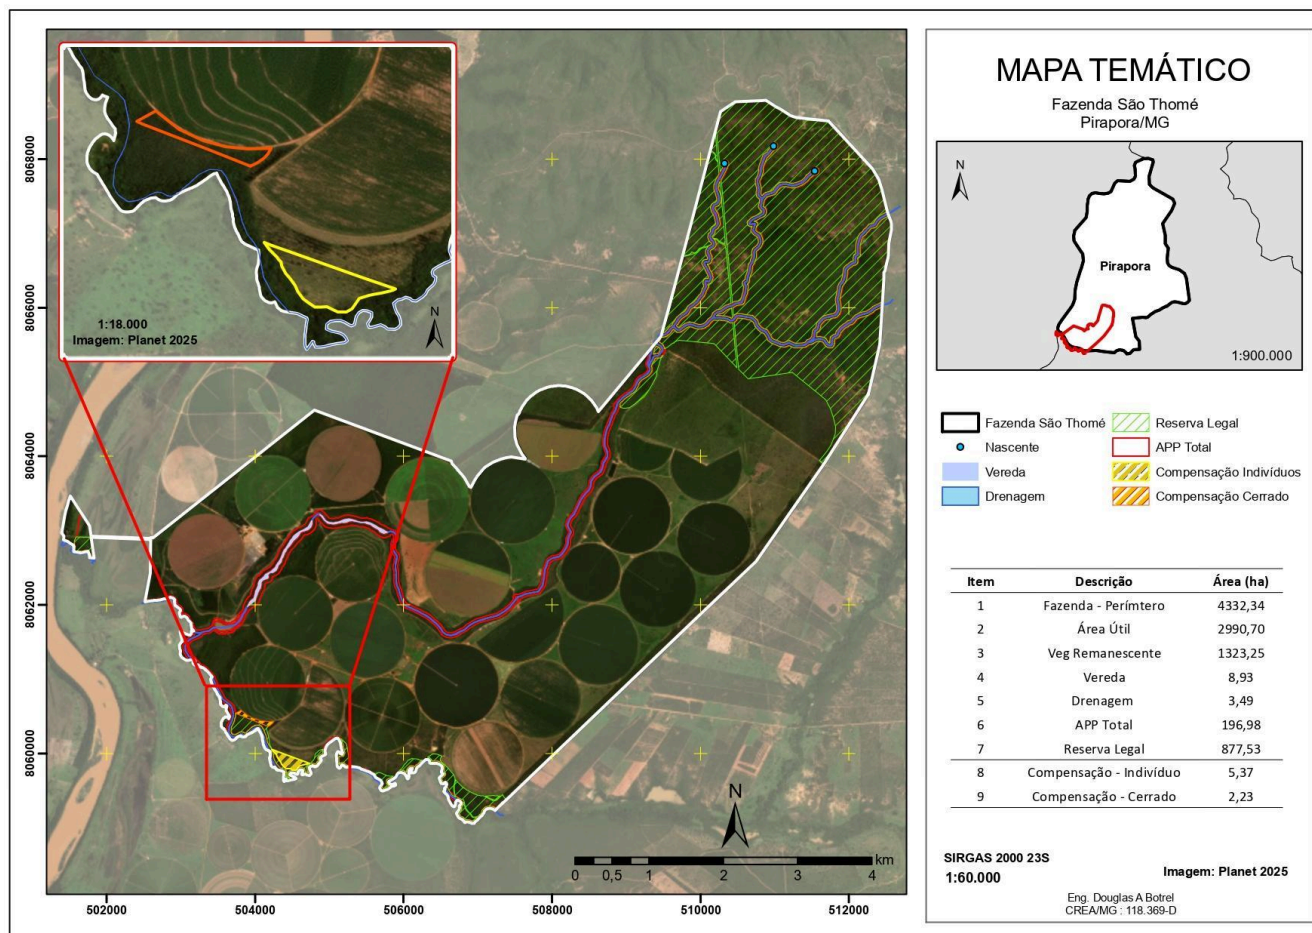 1:18.000
Imagem: Planet 2025
N
8068000
8066000
8064000
8062000
8060000
502000
504000
506000
508000
510000
512000
N
km
0
0,5
1
2
3
4
MAPA TEMÁTICO
Fazenda São Thomé
Pirapora/MG
N
Pirapora
1:900.000
Fazenda São Thomé
Nascente
Vereda
Drenagem
Reserva Legal
APP Total
Compensação Indivíduos
Compensação Cerrado
Item Descrição Área (ha)
1 Fazenda - Perímtero 4332,34
2 Área Útil 2990,70
3 Veg Remanescente 1323,25
4 Vereda 8,93
5 Drenagem 3,49
6 APP Total 196,98
7 Reserva Legal 877,53
8 Compensação - Indivíduo 5,37
9 Compensação - Cerrado 2,23
SIRGAS 2000 23S
1:60.000
Imagem: Planet 2025
Eng. Douglas A Botrel
CREA/MG : 118.369-D